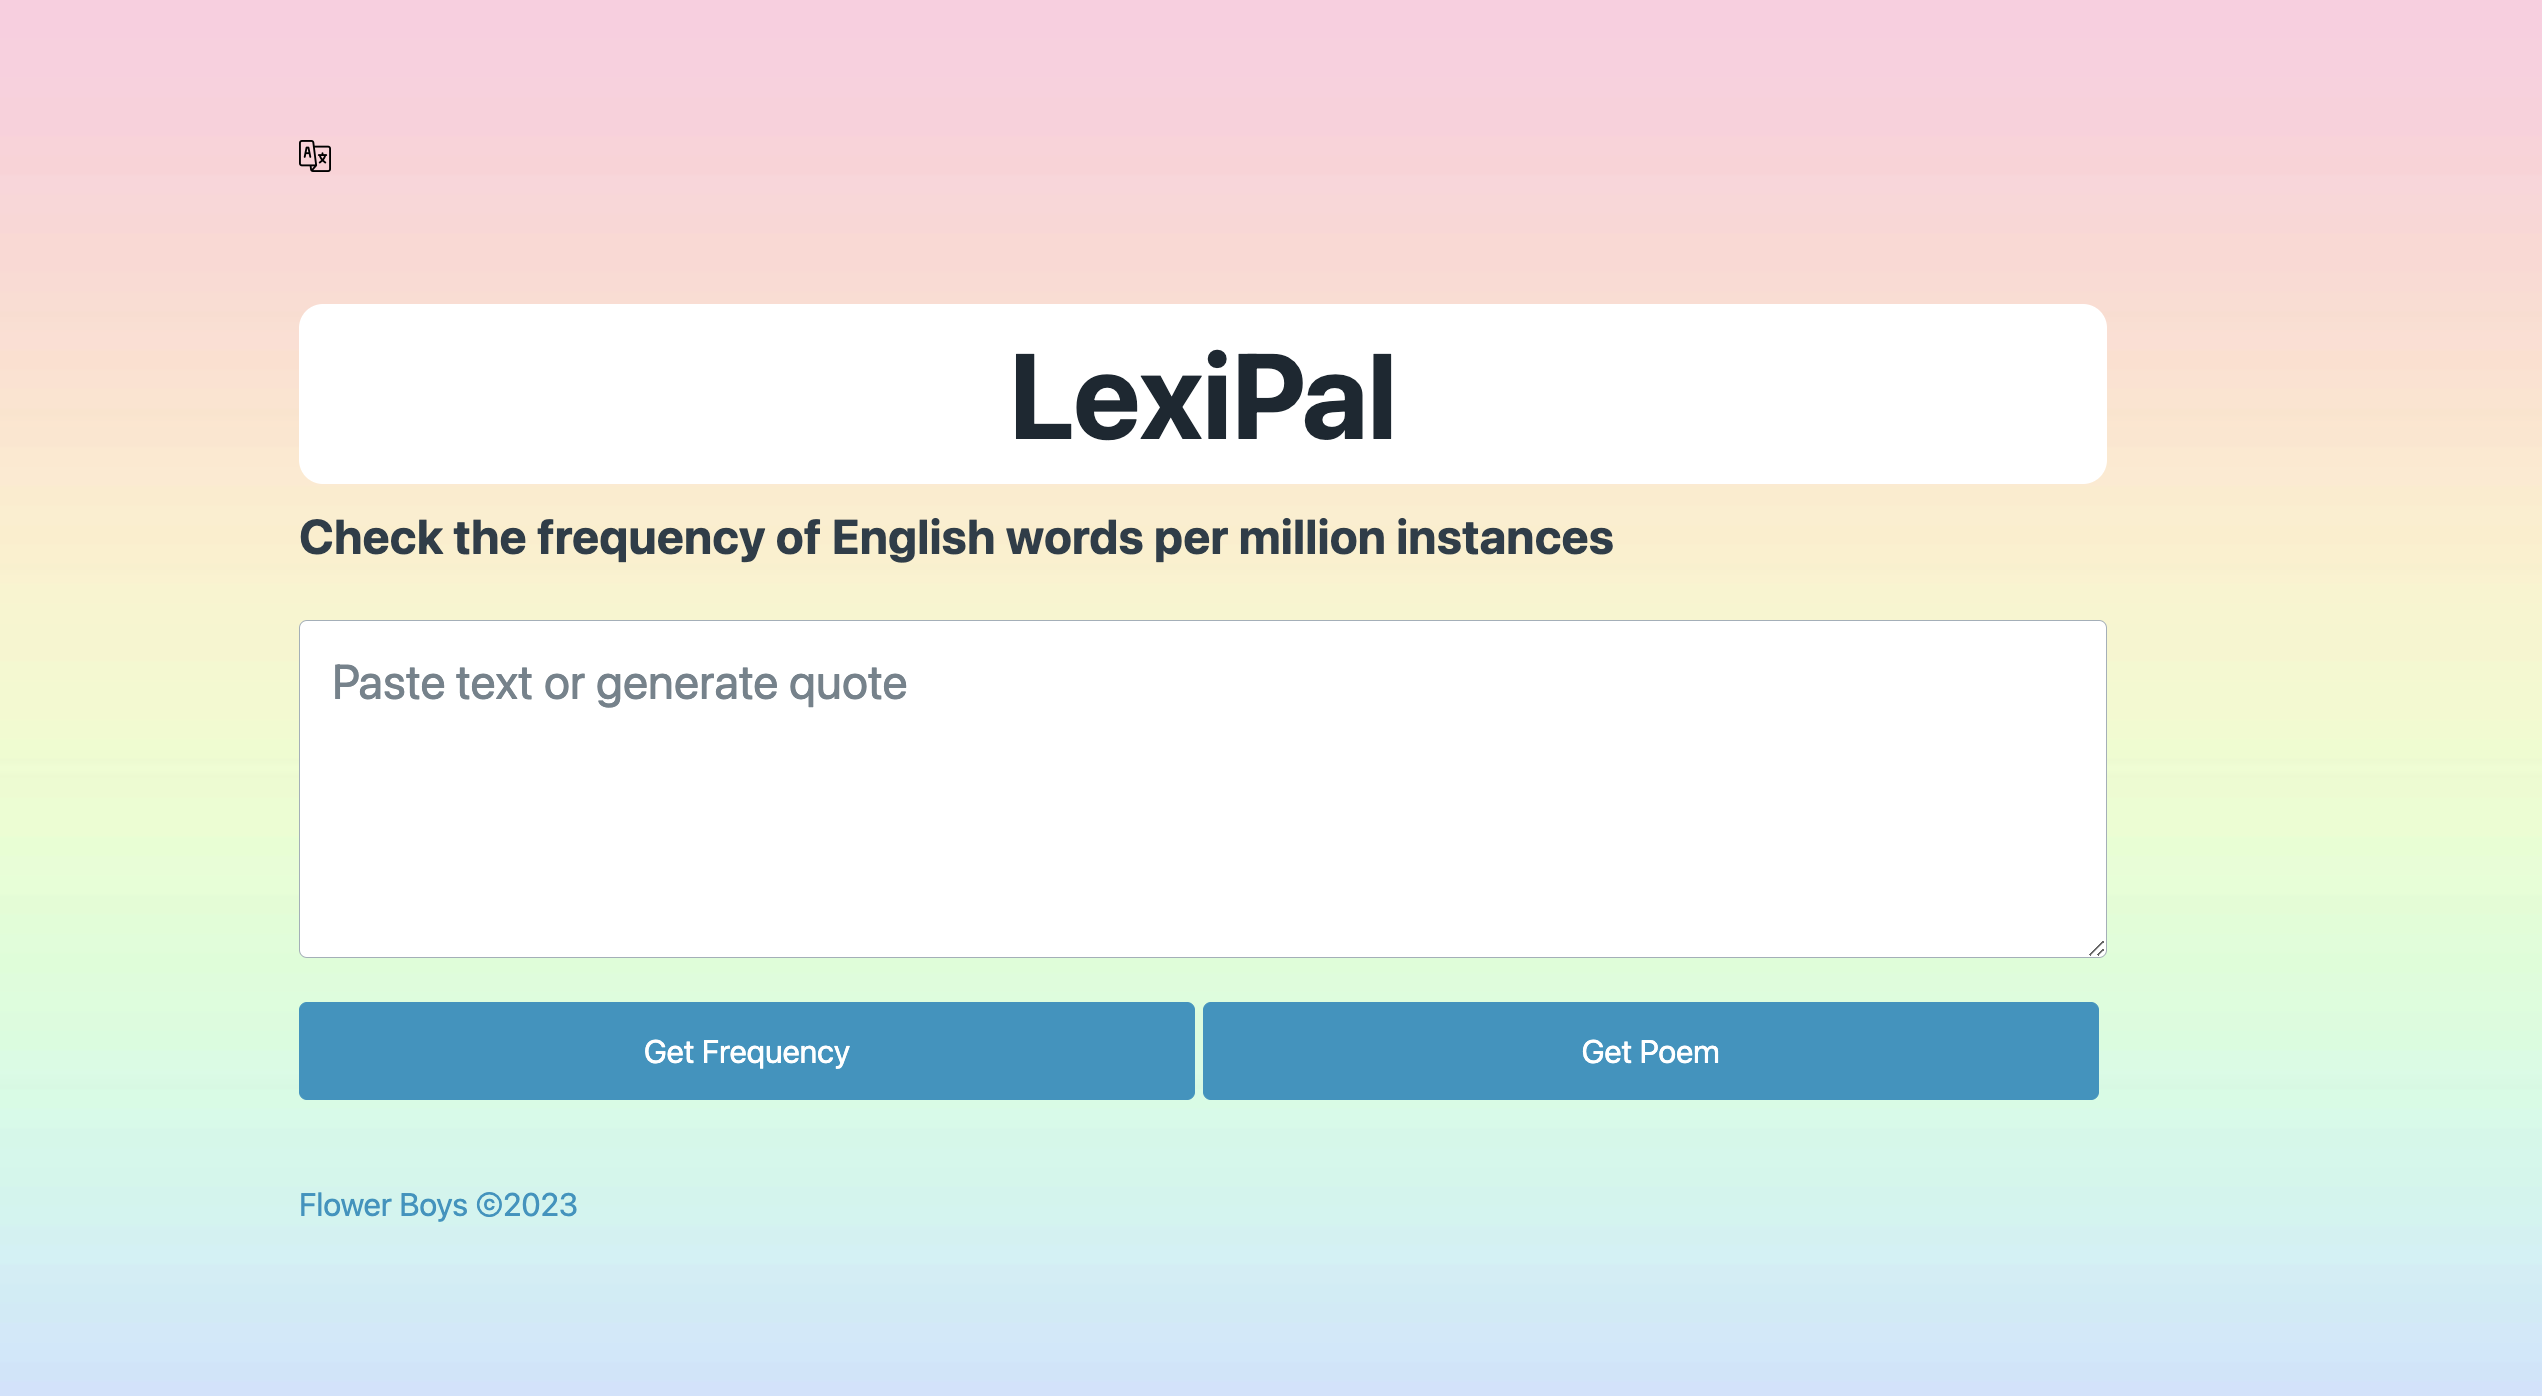 A 文
LexiPal
Check the frequency of English words per million instances
Paste text or generate quote
Get Frequency Get Poem
Flower Boys ©2023